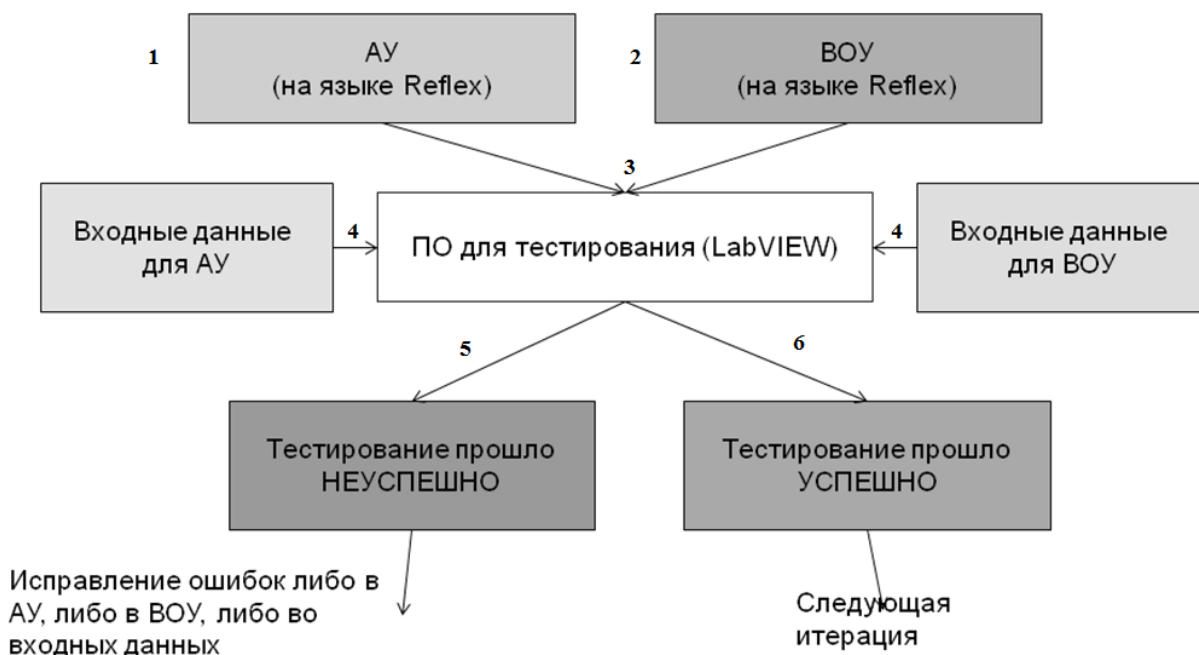 1
АУ
(на языке Reflex)
2
ВОУ
(на языке Reflex)
3
Входные данные
для АУ
4
ПО для тестирования (LabVIEW)
4
Входные данные
для ВОУ
5
6
Тестирование прошло
НЕУСПЕШНО
Тестирование прошло
УСПЕШНО
Исправление ошибок либо в
АУ, либо в ВОУ, либо во
входных данных
Следующая
итерация